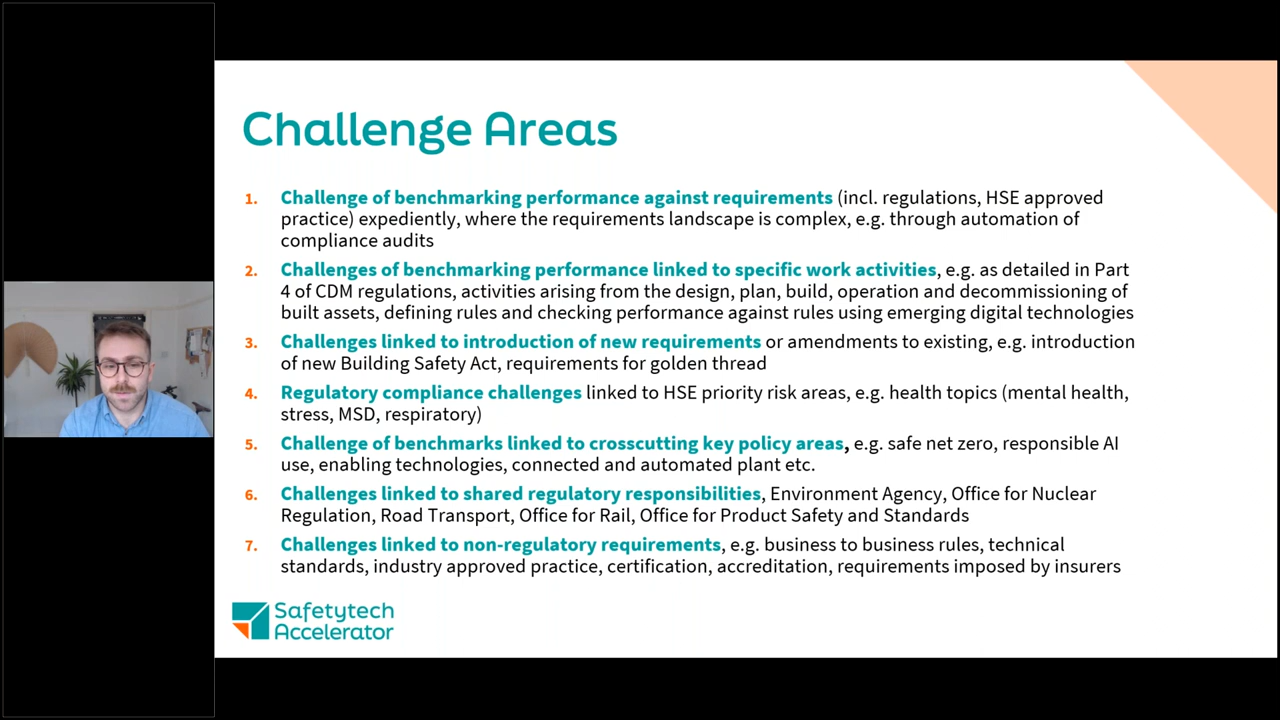 Challenge Areas
1. Challenge of benchmarking performance against requirements (incl. regulations, HSE approved
practice) expediently, where the requirements landscape is complex, e.g. through automation of
compliance audits
2. Challenges of benchmarking performance linked to specific work activities, e.g. as detailed in Part
4 of CDM regulations, activities arising from the design, plan, build, operation and decommissioning of
built assets, defining rules and checking performance against rules using emerging digital technologies
3. Challenges linked to introduction of new requirements or amendments to existing, e.g. introduction
of new Building Safety Act, requirements for golden thread
4. Regulatory compliance challenges linked to HSE priority risk areas, e.g. health topics (mental health,
stress, MSD, respiratory)
5. Challenge of benchmarks linked to crosscutting key policy areas, e.g. safe net zero, responsible AI
use, enabling technologies, connected and automated plant etc.
6. Challenges linked to shared regulatory responsibilities, Environment Agency, Office for Nuclear
Regulation, Road Transport, Office for Rail, Office for Product Safety and Standards
7. Challenges linked to non-regulatory requirements, e.g. business to business rules, technical
standards, industry approved practice, certification, accreditation, requirements imposed by insurers
Safetytech
Accelerator